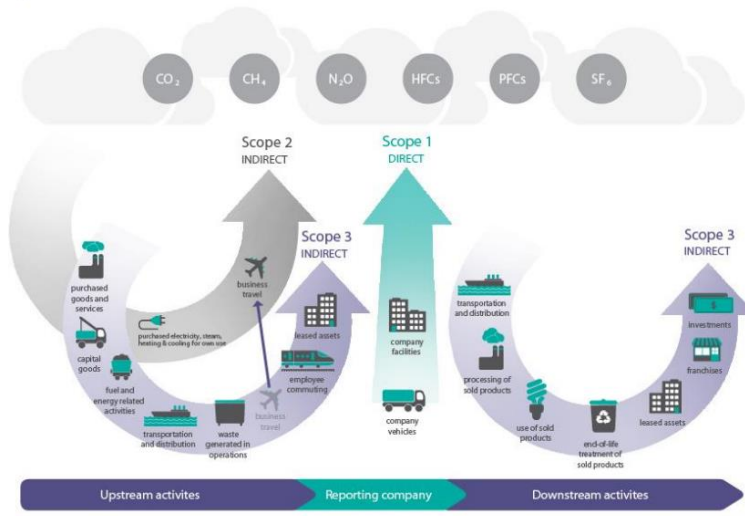 CO₂
CH₄
N₂O
HFCs
PFCs
SF₆
Scope 2
INDIRECT
Scope 1
DIRECT
Scope 3
INDIRECT
Scope 3
INDIRECT
purchased
goods and
services
capital
goods
fuel and
energy related
activities
transportation
and distribution
waste
generated in
operations
business
travel
employee
commuting
leased assets
purchased electricity, steam,
heating & cooling for own use
business
travel
company
facilities
company
vehicles
transportation
and distribution
processing of
sold products
use of sold
products
end-of-life
treatment of
sold products
leased assets
franchises
investments
$
Upstream activites
Reporting company
Downstream activites